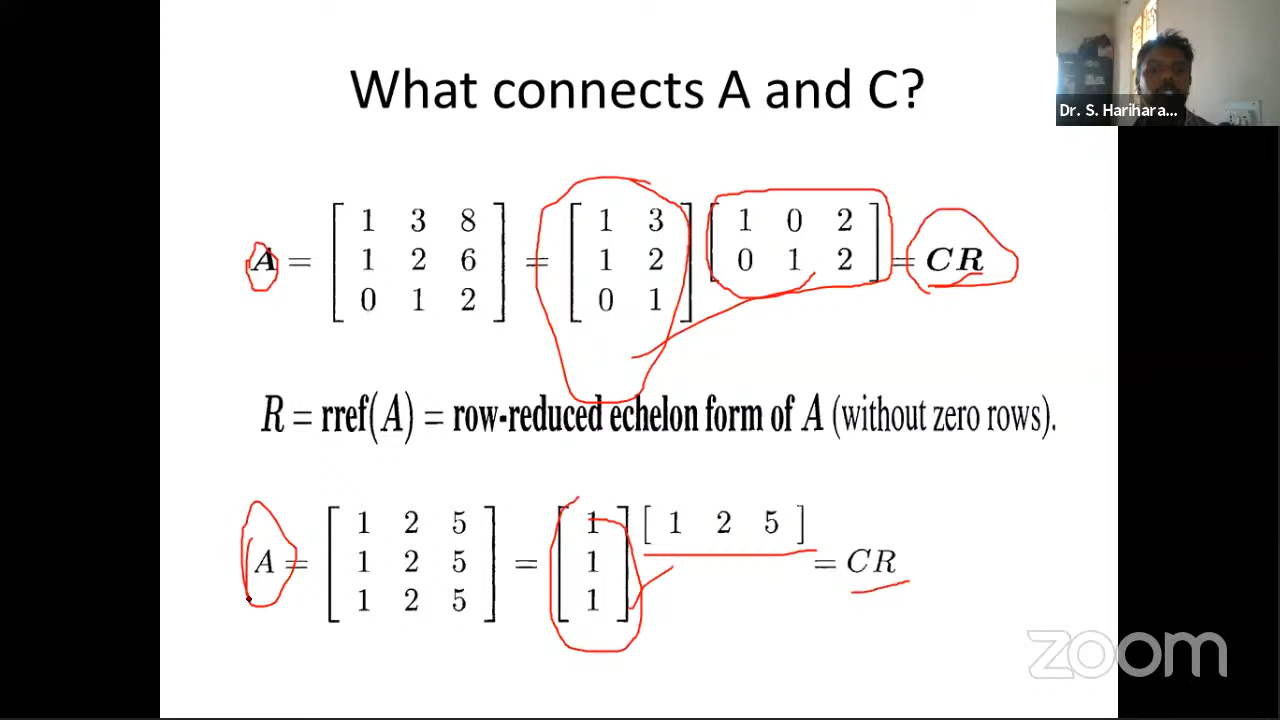 What connects A and C?
Dr. S. Harihara...
A = [ 1 3 8 ; 1 2 6 ; 0 1 2 ] = [ 1 3 ; 1 2 ; 0 1 ] [ 1 0 2 ; 0 1 2 ] = CR
R = rref(A) = row-reduced echelon form of A (without zero rows).
A = [ 1 2 5 ; 1 2 5 ; 1 2 5 ] = [ 1 ; 1 ; 1 ] [ 1 2 5 ] = CR
zoom